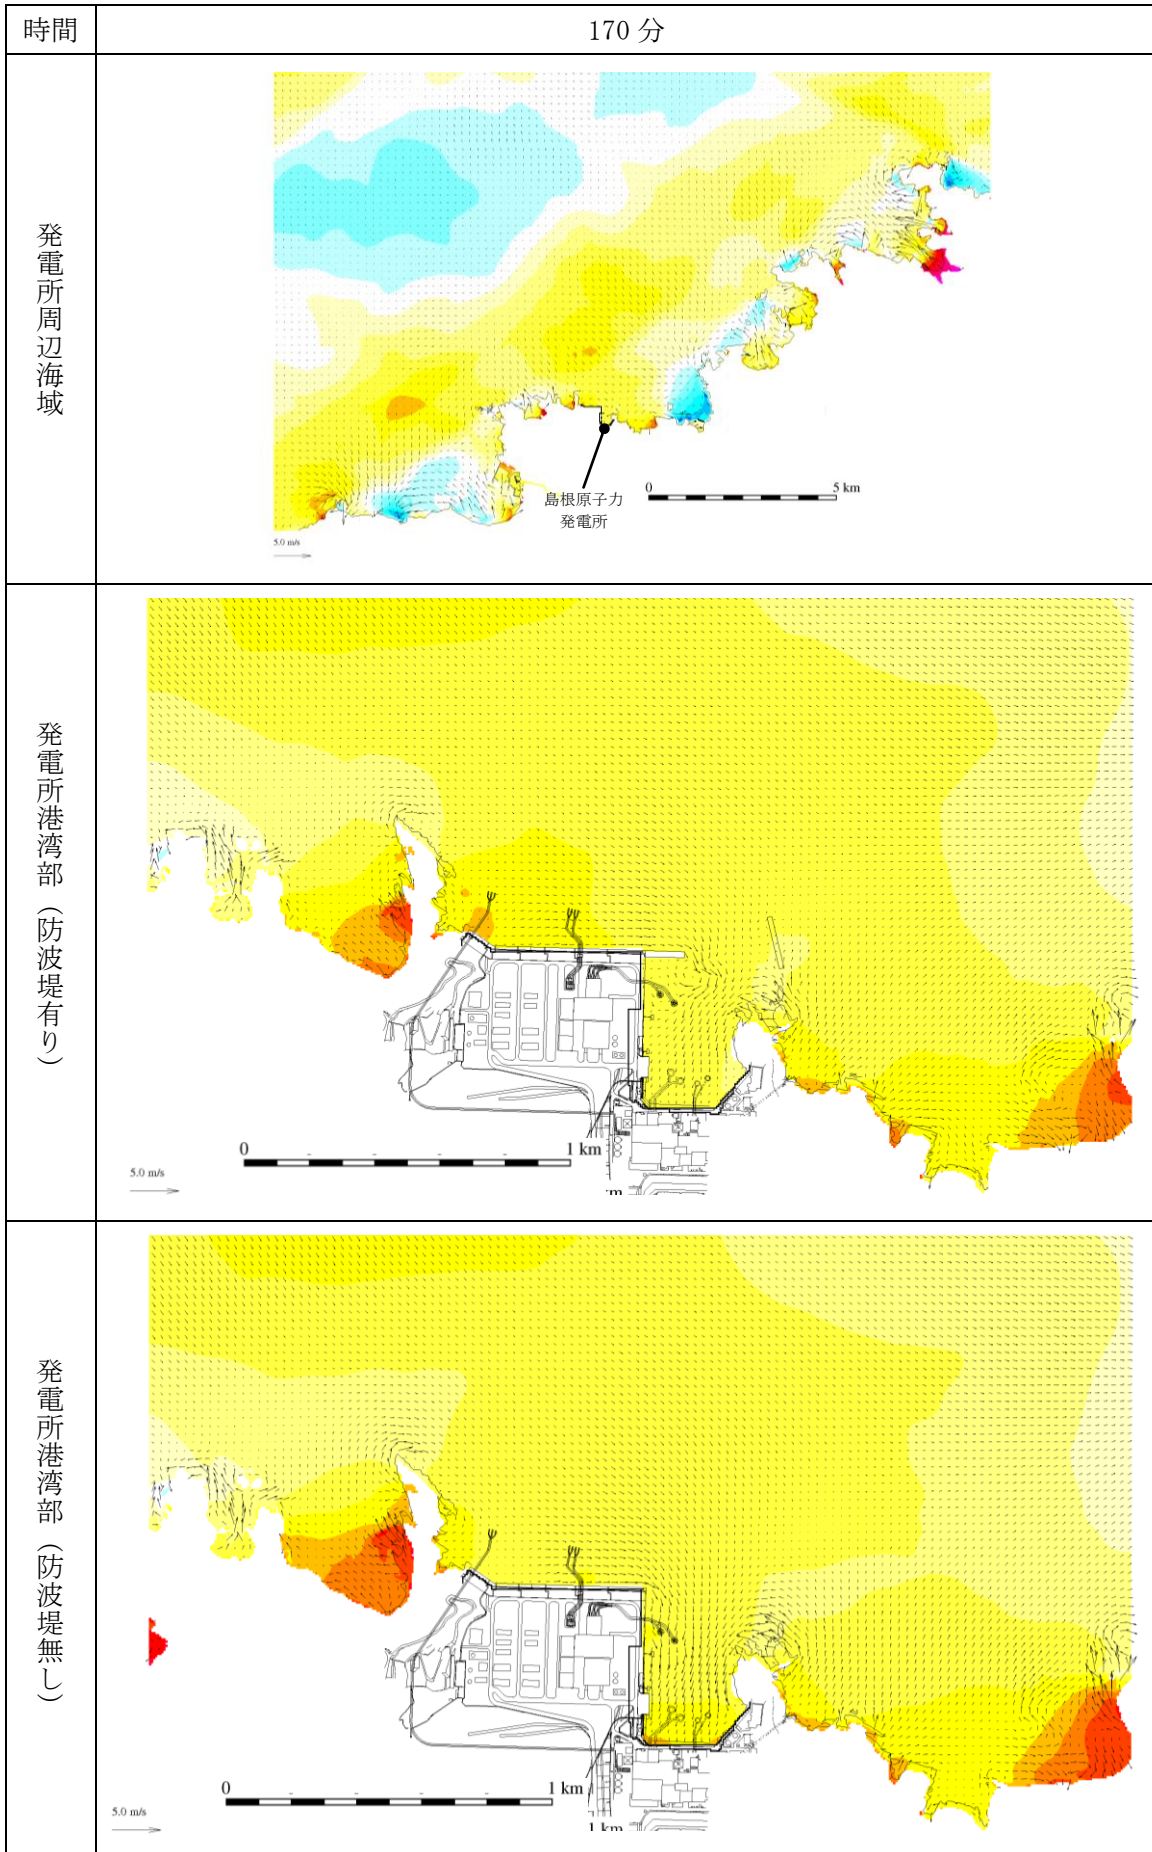 時間
170 分
発電所周辺海域
島根原子力
発電所
0
5 km
5.0 m/s
発電所港湾部（防波堤有り）
0
1 km
5.0 m/s
発電所港湾部（防波堤無し）
0
1 km
5.0 m/s
1 km